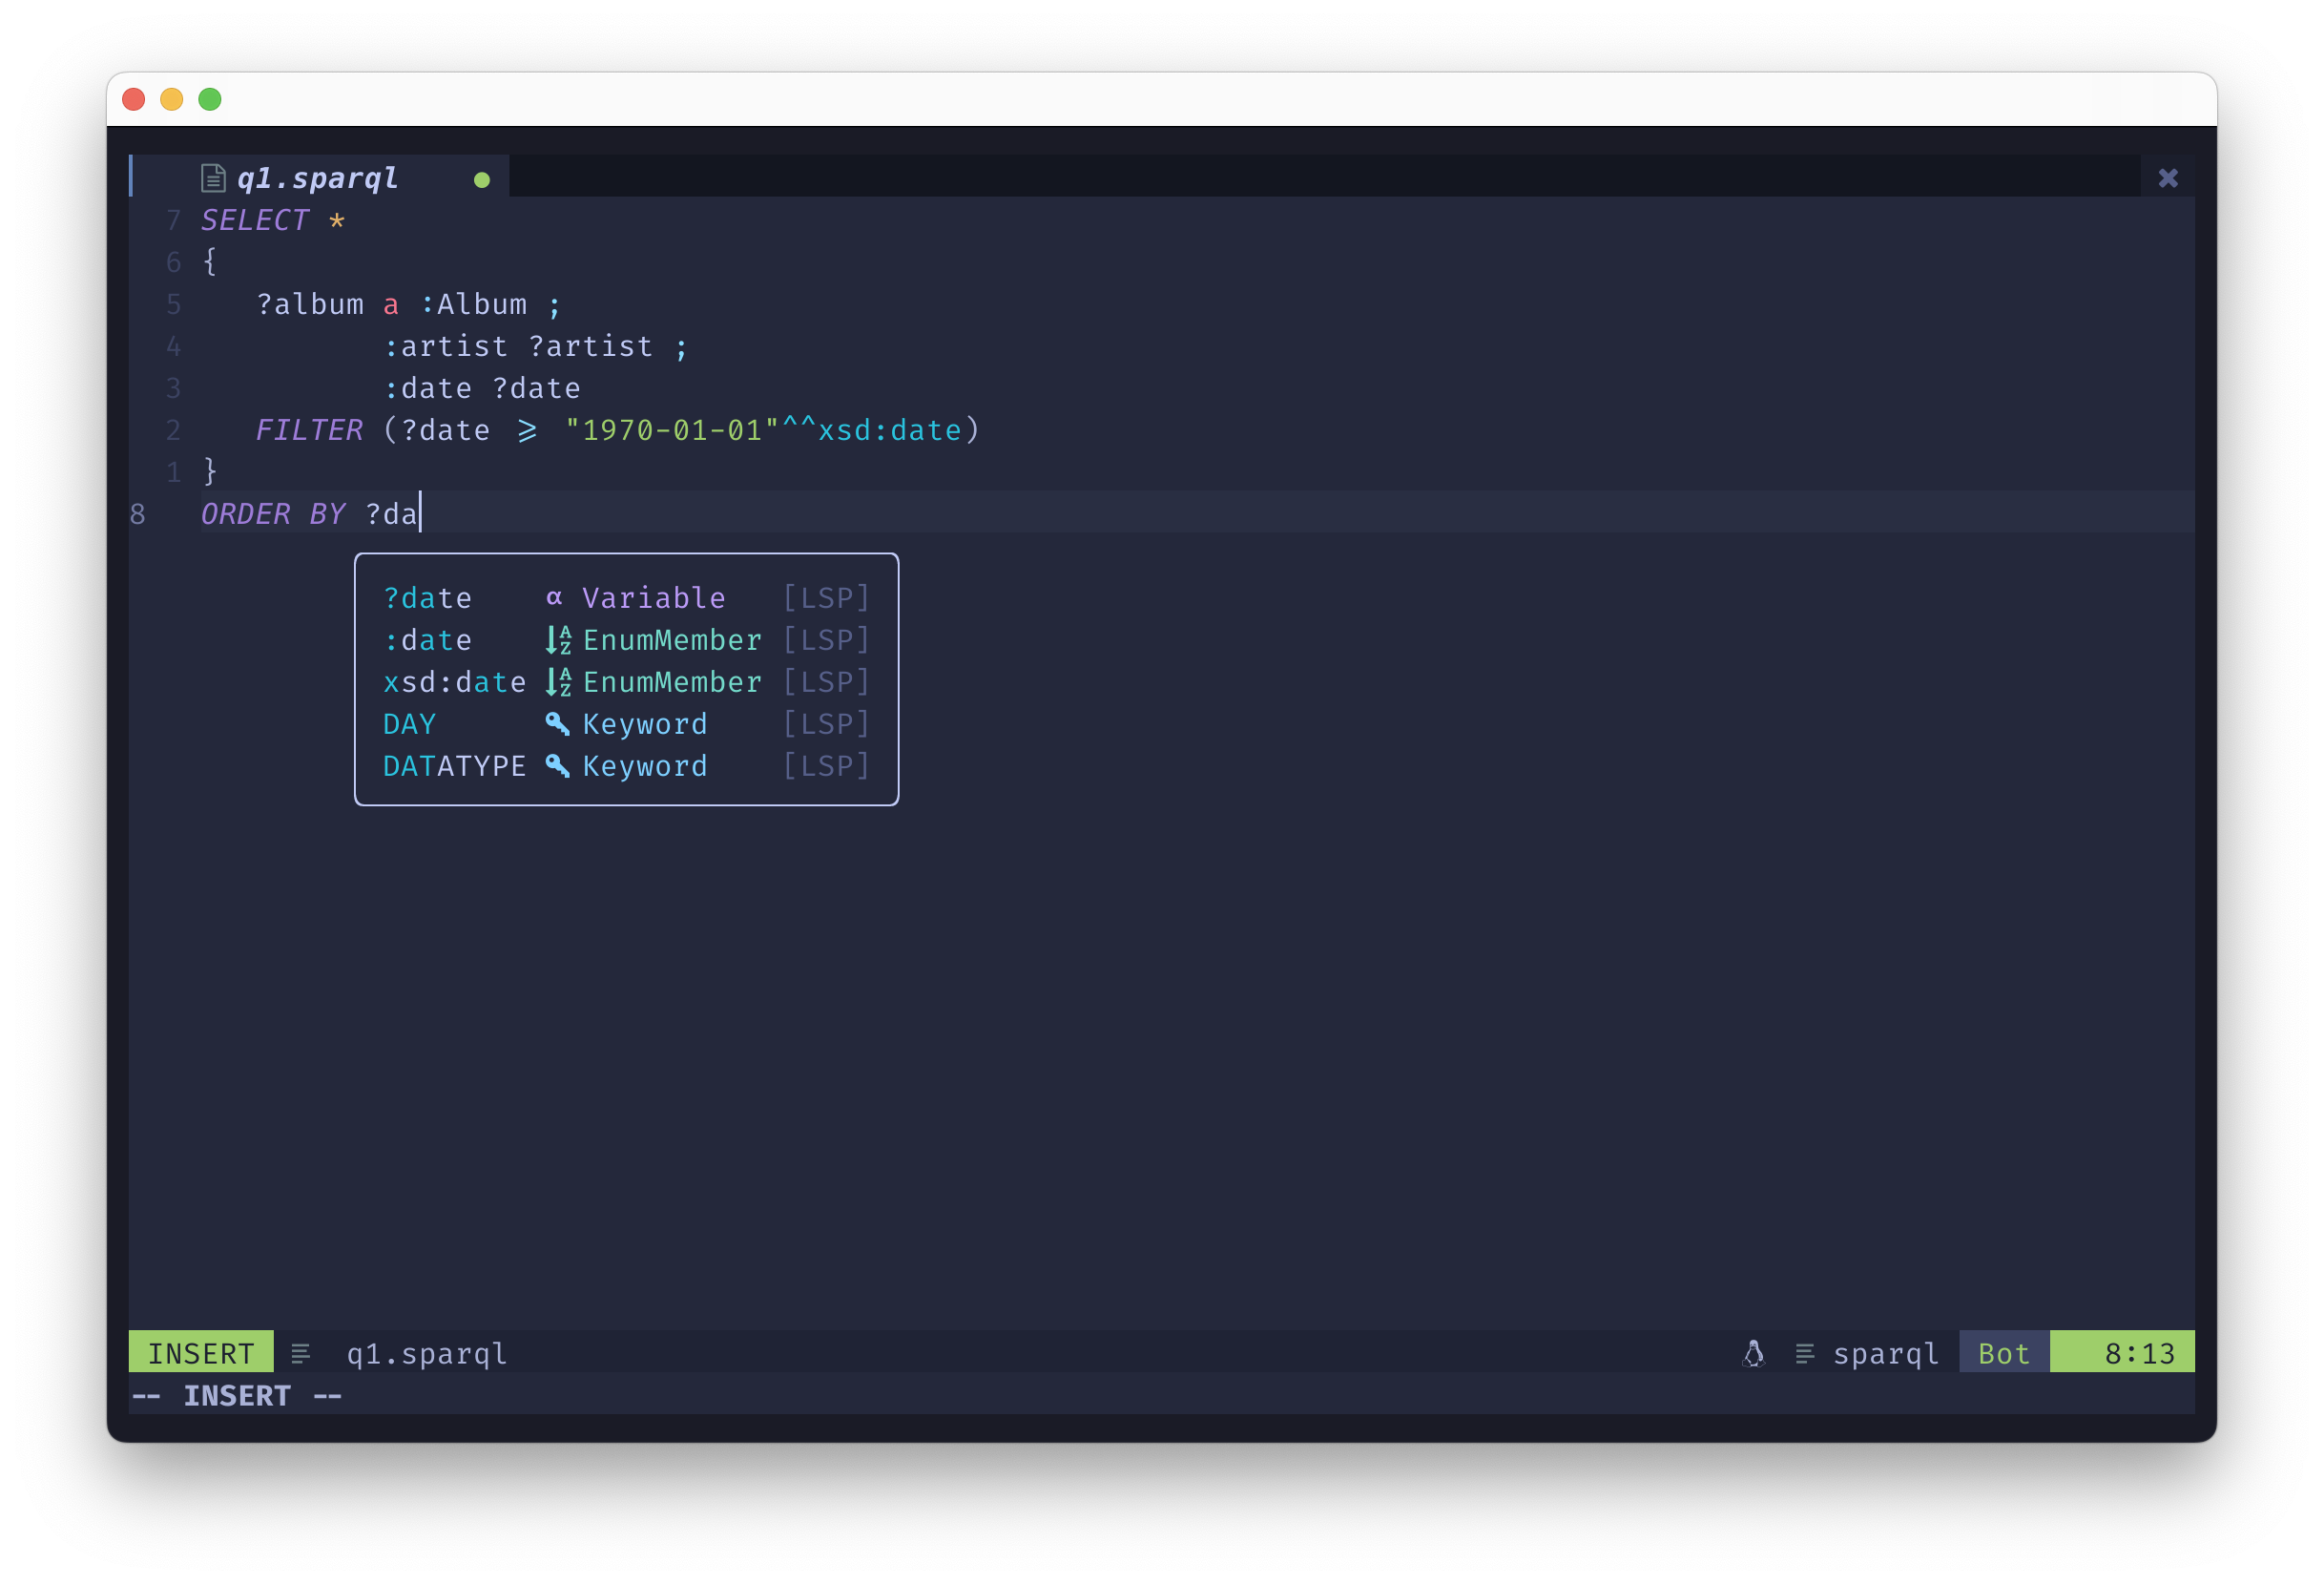 q1.sparql
7 SELECT *
6 {
5 ?album a :Album ;
4 :artist ?artist ;
3 :date ?date
2 FILTER (?date >= "1970-01-01"^^xsd:date)
1 }
8 ORDER BY ?da
?date α Variable [LSP]
:date EnumMember [LSP]
xsd:date EnumMember [LSP]
DAY Keyword [LSP]
DATATYPE Keyword [LSP]
INSERT q1.sparql sparql Bot 8:13
-- INSERT --